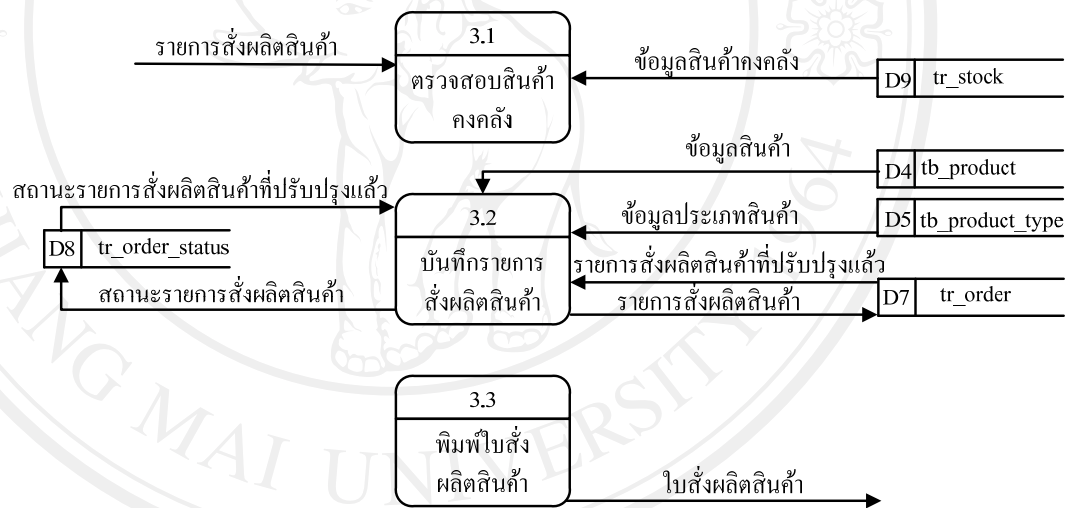 3.1
รายการสั่งผลิตสินค้า
ตรวจสอบสินค้า
คงคลัง
ข้อมูลสินค้าคงคลัง
D9 tr_stock
ข้อมูลสินค้า
D4 tb_product
สถานะรายการสั่งผลิตสินค้าที่ปรับปรุงแล้ว
3.2
ข้อมูลประเภทสินค้า
D5 tb_product_type
D8 tr_order_status
บันทึกรายการ
สั่งผลิตสินค้า
รายการสั่งผลิตสินค้าที่ปรับปรุงแล้ว
สถานะรายการสั่งผลิตสินค้า
รายการสั่งผลิตสินค้า
D7 tr_order
3.3
พิมพ์ใบสั่ง
ผลิตสินค้า
ใบสั่งผลิตสินค้า
MAI UNIVERSITY 964